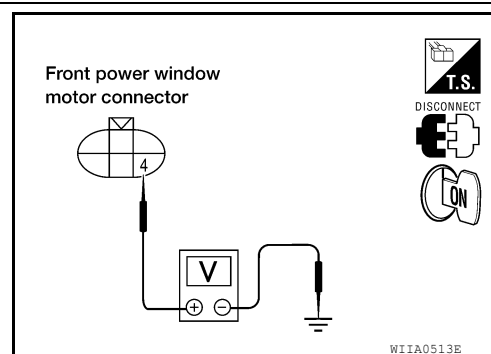 Front power window
motor connector
T.S.
DISCONNECT
4
ON
V
+ −
WIIA0513E